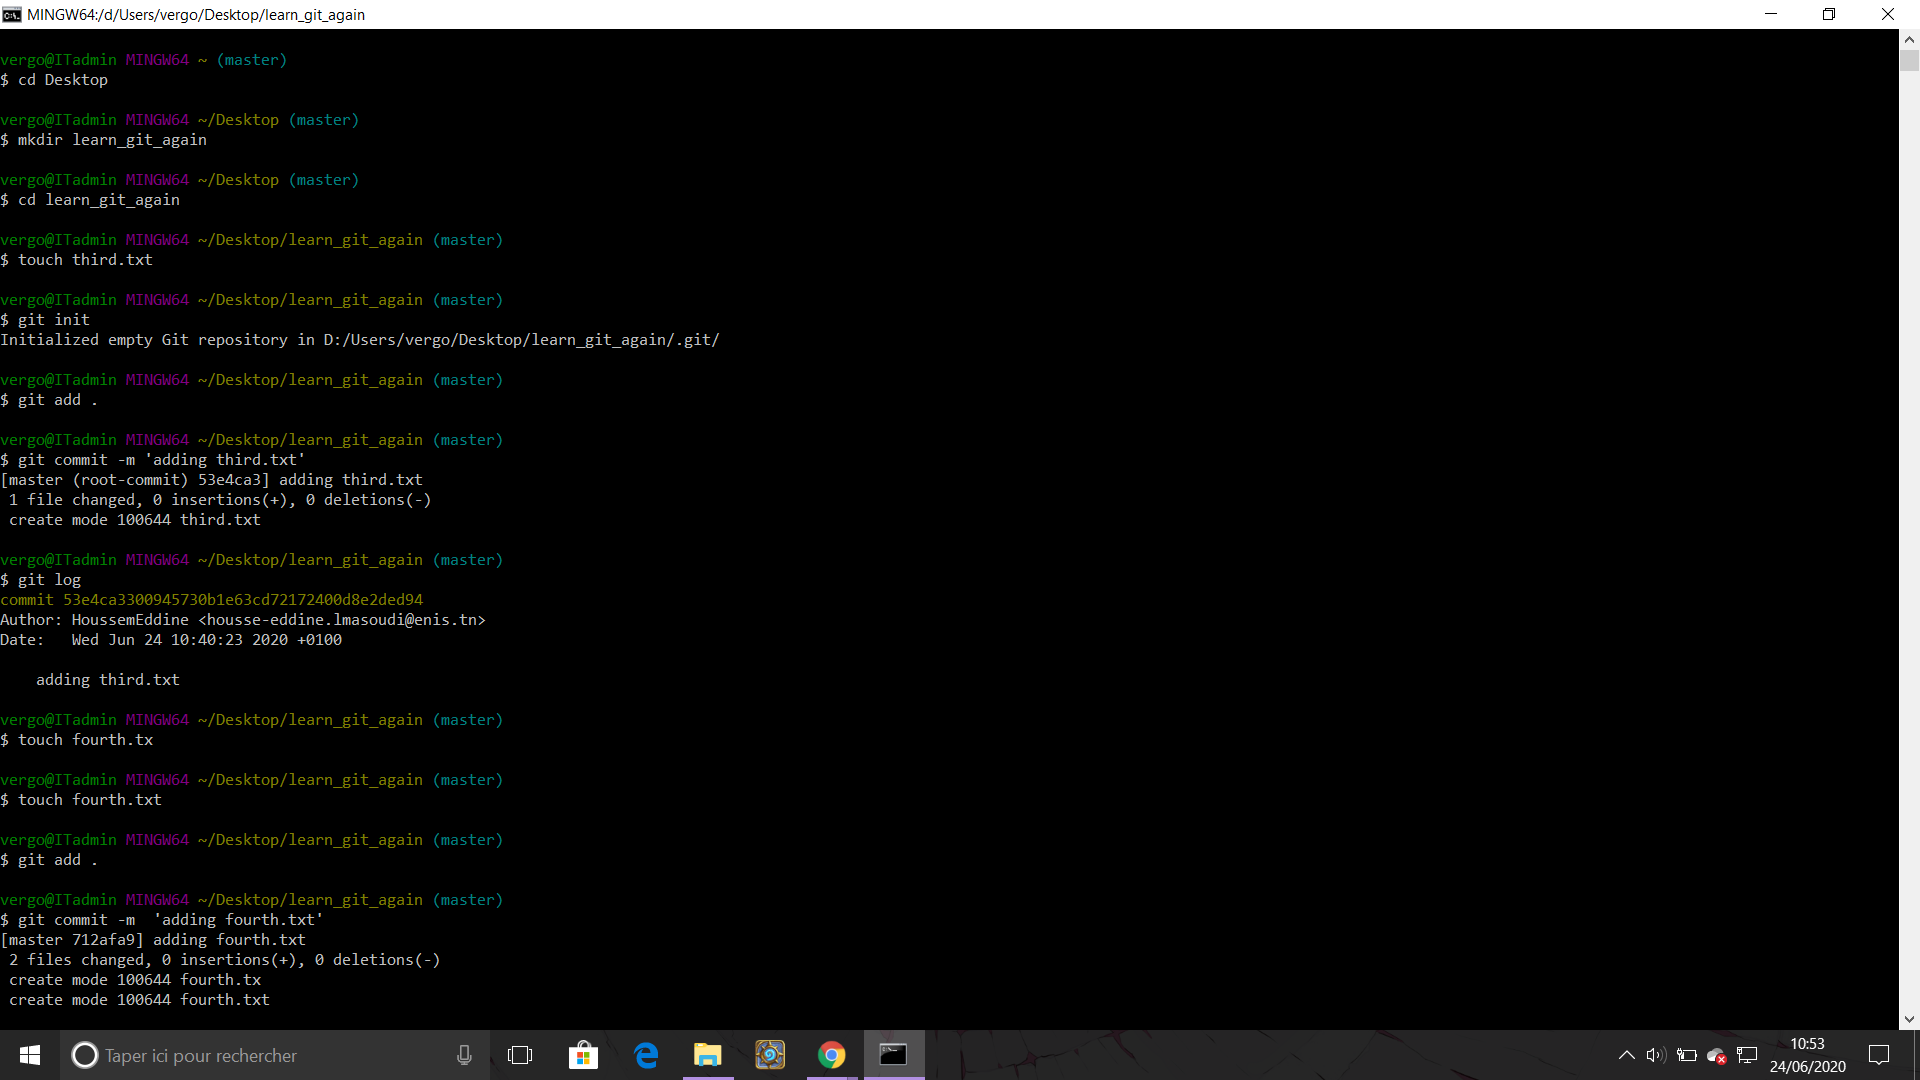 MINGW64:/d/Users/vergo/Desktop/learn_git_again
vergo@ITadmin MINGW64 ~ (master)
$ cd Desktop
vergo@ITadmin MINGW64 ~/Desktop (master)
$ mkdir learn_git_again
vergo@ITadmin MINGW64 ~/Desktop (master)
$ cd learn_git_again
vergo@ITadmin MINGW64 ~/Desktop/learn_git_again (master)
$ touch third.txt
vergo@ITadmin MINGW64 ~/Desktop/learn_git_again (master)
$ git init
Initialized empty Git repository in D:/Users/vergo/Desktop/learn_git_again/.git/
vergo@ITadmin MINGW64 ~/Desktop/learn_git_again (master)
$ git add .
vergo@ITadmin MINGW64 ~/Desktop/learn_git_again (master)
$ git commit -m 'adding third.txt'
[master (root-commit) 53e4ca3] adding third.txt
 1 file changed, 0 insertions(+), 0 deletions(-)
 create mode 100644 third.txt
vergo@ITadmin MINGW64 ~/Desktop/learn_git_again (master)
$ git log
commit 53e4ca3300945730b1e63cd72172400d8e2ded94
Author: HoussemEddine <housse-eddine.lmasoudi@enis.tn>
Date:   Wed Jun 24 10:40:23 2020 +0100
    adding third.txt
vergo@ITadmin MINGW64 ~/Desktop/learn_git_again (master)
$ touch fourth.tx
vergo@ITadmin MINGW64 ~/Desktop/learn_git_again (master)
$ touch fourth.txt
vergo@ITadmin MINGW64 ~/Desktop/learn_git_again (master)
$ git add .
vergo@ITadmin MINGW64 ~/Desktop/learn_git_again (master)
$ git commit -m  'adding fourth.txt'
[master 712afa9] adding fourth.txt
 2 files changed, 0 insertions(+), 0 deletions(-)
 create mode 100644 fourth.tx
 create mode 100644 fourth.txt
Taper ici pour rechercher
10:53
24/06/2020